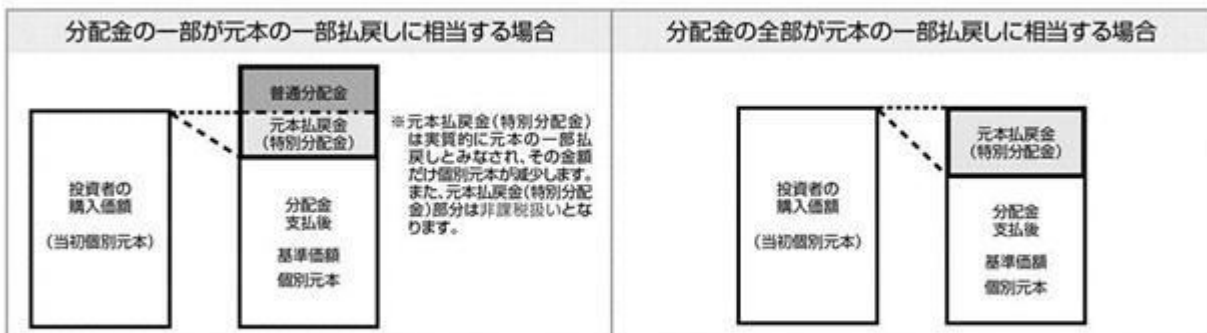 分配金の一部が元本の一部払戻しに相当する場合
普通分配金
元本払戻金
(特別分配金)
投資者の
購入価額
(当初個別元本)
分配金
支払後
基準価額
個別元本
※元本払戻金(特別分配金)
は実質的に元本の一部払
戻しとみなされ、その金額
だけ個別元本が減少します。
また、元本払戻金(特別分配
金)部分は非課税扱いとな
ります。
分配金の全部が元本の一部払戻しに相当する場合
元本払戻金
(特別分配金)
投資者の
購入価額
(当初個別元本)
分配金
支払後
基準価額
個別元本